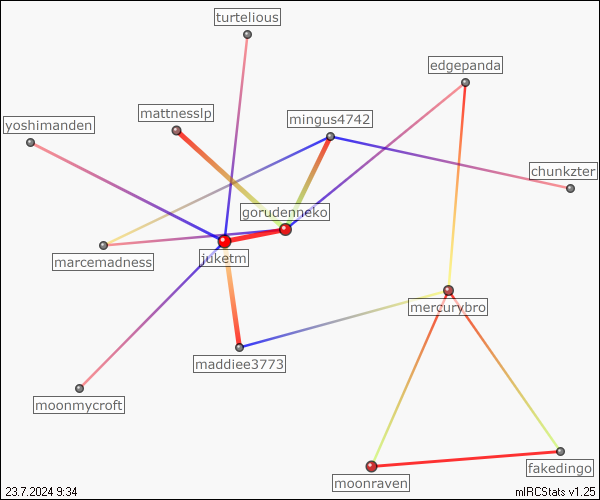 turtelious
edgepanda
mattnesslp
mingus4742
yoshimanden
chunkzter
gorudenneko
juketm
marcemadness
mercurybro
maddiee3773
moonmycroft
fakedingo
moonraven
23.7.2024 9:34
mIRCStats v1.25